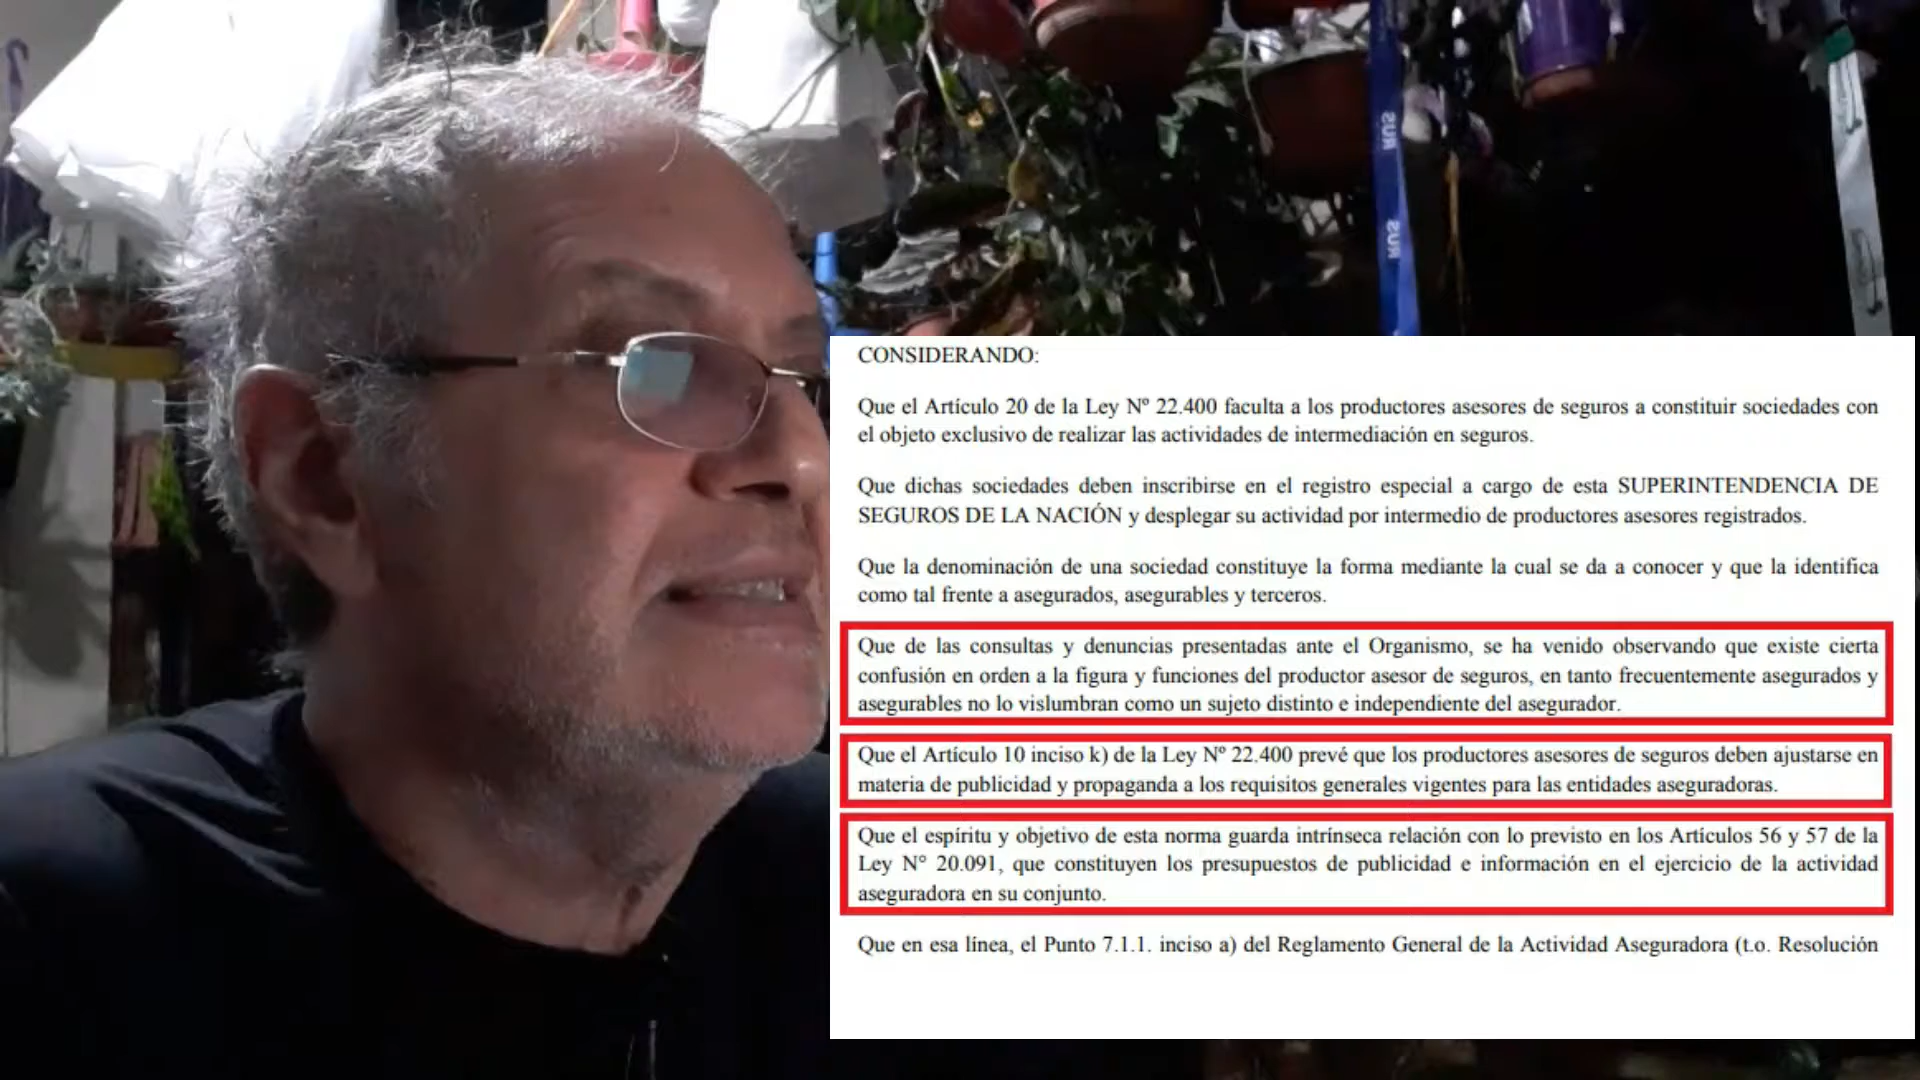 RUS
RUS
CONSIDERANDO:
Que el Artículo 20 de la Ley Nº 22.400 faculta a los productores asesores de seguros a constituir sociedades con
el objeto exclusivo de realizar las actividades de intermediación en seguros.
Que dichas sociedades deben inscribirse en el registro especial a cargo de esta SUPERINTENDENCIA DE
SEGUROS DE LA NACIÓN y desplegar su actividad por intermedio de productores asesores registrados.
Que la denominación de una sociedad constituye la forma mediante la cual se da a conocer y que la identifica
como tal frente a asegurados, asegurables y terceros.
Que de las consultas y denuncias presentadas ante el Organismo, se ha venido observando que existe cierta
confusión en orden a la figura y funciones del productor asesor de seguros, en tanto frecuentemente asegurados y
asegurables no lo vislumbran como un sujeto distinto e independiente del asegurador.
Que el Artículo 10 inciso k) de la Ley Nº 22.400 prevé que los productores asesores de seguros deben ajustarse en
materia de publicidad y propaganda a los requisitos generales vigentes para las entidades aseguradoras.
Que el espíritu y objetivo de esta norma guarda intrínseca relación con lo previsto en los Artículos 56 y 57 de la
Ley N° 20.091, que constituyen los presupuestos de publicidad e información en el ejercicio de la actividad
aseguradora en su conjunto.
Que en esa línea, el Punto 7.1.1. inciso a) del Reglamento General de la Actividad Aseguradora (t.o. Resolución